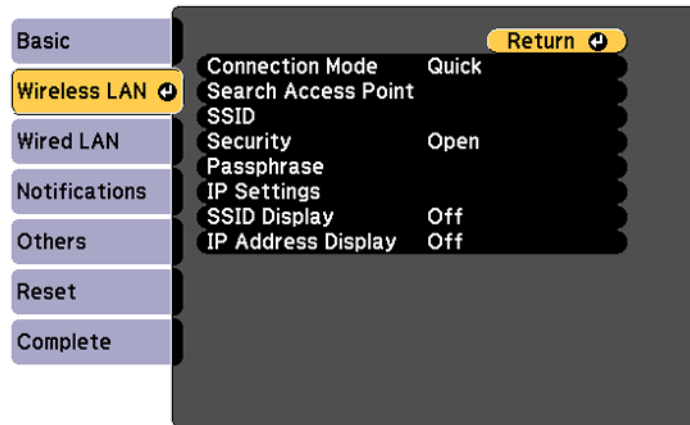 Basic
Wireless LAN
Wired LAN
Notifications
Others
Reset
Complete
Return
Connection Mode Quick
Search Access Point
SSID
Security Open
Passphrase
IP Settings
SSID Display Off
IP Address Display Off